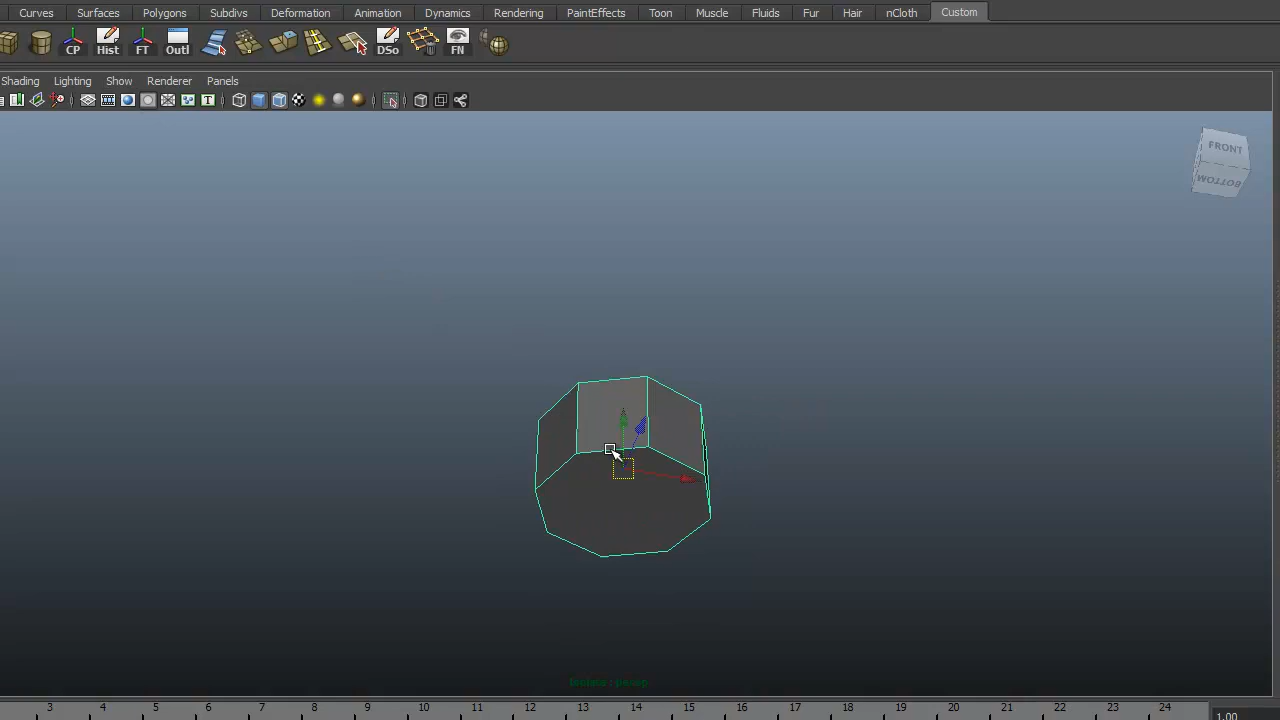 Curves Surfaces Polygons Subdivs Deformation Animation Dynamics Rendering PaintEffects Toon Muscle Fluids Fur Hair nCloth Custom
CP Hist FT Outl DSo FN
Shading Lighting Show Renderer Panels
T
FRONT
BOTTOM
3 4 5 6 7 8 9 10 11 12 13 14 15 16 17 18 19 20 21 22 23 24
1.00